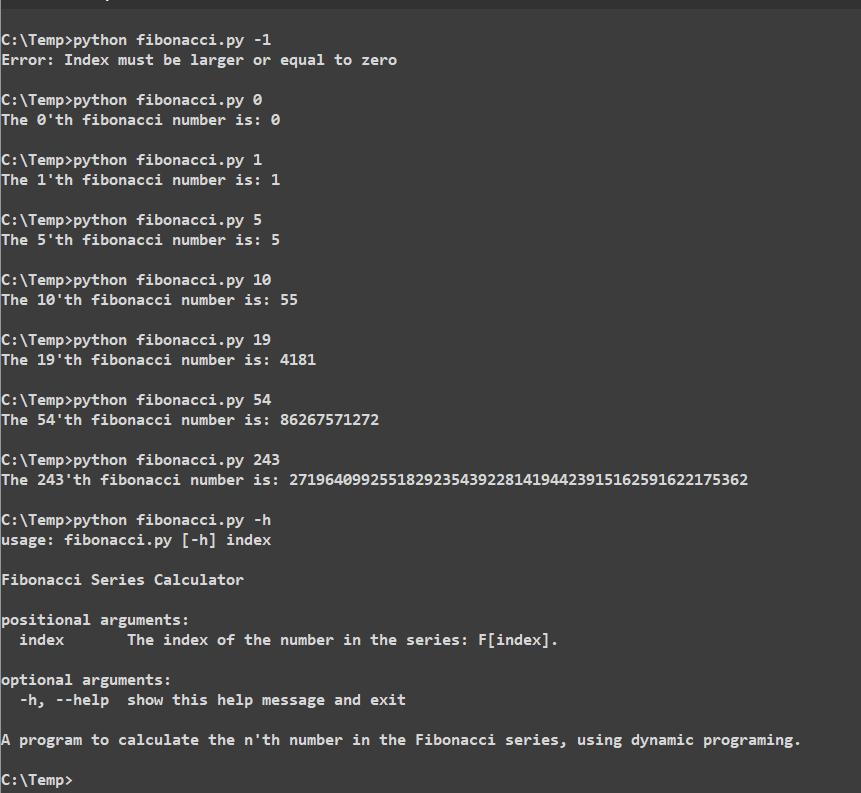 C:\Temp>python fibonacci.py -1
Error: Index must be larger or equal to zero
C:\Temp>python fibonacci.py 0
The 0'th fibonacci number is: 0
C:\Temp>python fibonacci.py 1
The 1'th fibonacci number is: 1
C:\Temp>python fibonacci.py 5
The 5'th fibonacci number is: 5
C:\Temp>python fibonacci.py 10
The 10'th fibonacci number is: 55
C:\Temp>python fibonacci.py 19
The 19'th fibonacci number is: 4181
C:\Temp>python fibonacci.py 54
The 54'th fibonacci number is: 86267571272
C:\Temp>python fibonacci.py 243
The 243'th fibonacci number is: 271964099255182923543922814194423915162591622175362
C:\Temp>python fibonacci.py -h
usage: fibonacci.py [-h] index
Fibonacci Series Calculator
positional arguments:
  index       The index of the number in the series: F[index].
optional arguments:
  -h, --help  show this help message and exit
A program to calculate the n'th number in the Fibonacci series, using dynamic programing.
C:\Temp>